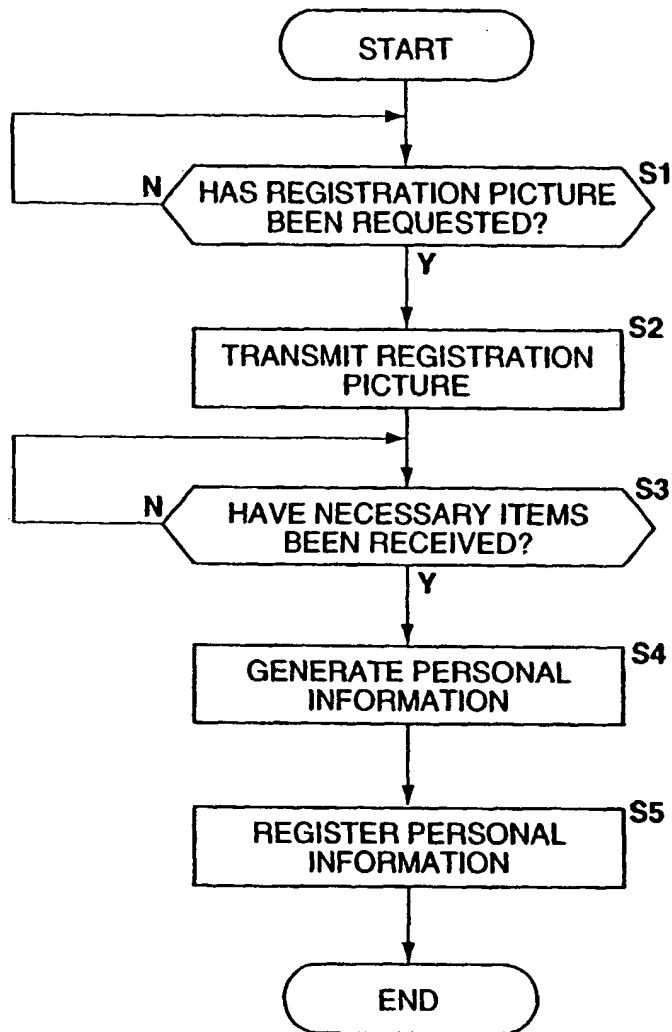 START
S1
N
HAS REGISTRATION PICTURE
BEEN REQUESTED?
Y
S2
TRANSMIT REGISTRATION
PICTURE
S3
N
HAVE NECESSARY ITEMS
BEEN RECEIVED?
Y
S4
GENERATE PERSONAL
INFORMATION
S5
REGISTER PERSONAL
INFORMATION
END